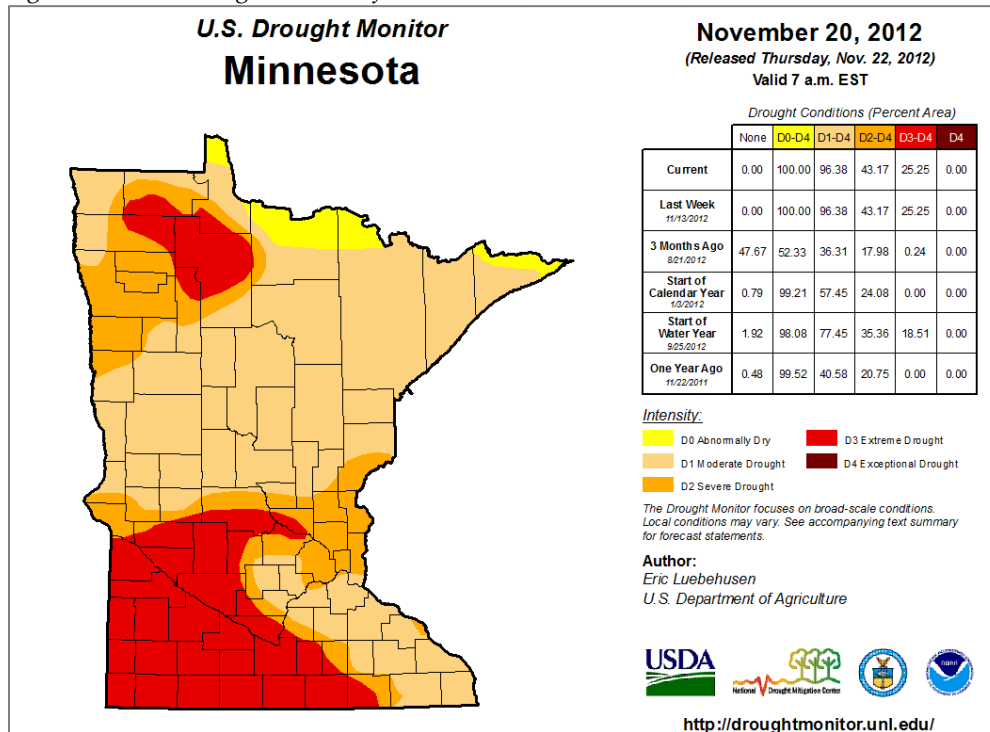 U.S. Drought Monitor
Minnesota
November 20, 2012
(Released Thursday, Nov. 22, 2012)
Valid 7 a.m. EST
Drought Conditions (Percent Area)
None D0-D4 D1-D4 D2-D4 D3-D4 D4
Current 0.00 100.00 96.38 43.17 25.25 0.00
Last Week
11/13/2012
0.00 100.00 96.38 43.17 25.25 0.00
3 Months Ago
8/21/2012
47.67 52.33 36.31 17.98 0.24 0.00
Start of
Calendar Year
1/3/2012
0.79 99.21 57.45 24.08 0.00 0.00
Start of
Water Year
9/25/2012
1.92 98.08 77.45 35.36 18.51 0.00
One Year Ago
11/22/2011
0.48 99.52 40.58 20.75 0.00 0.00
Intensity:
D0 Abnormally Dry
D1 Moderate Drought
D2 Severe Drought
D3 Extreme Drought
D4 Exceptional Drought
The Drought Monitor focuses on broad-scale conditions.
Local conditions may vary. See accompanying text summary
for forecast statements.
Author:
Eric Luebehusen
U.S. Department of Agriculture
USDA
National Drought Mitigation Center
http://droughtmonitor.unl.edu/